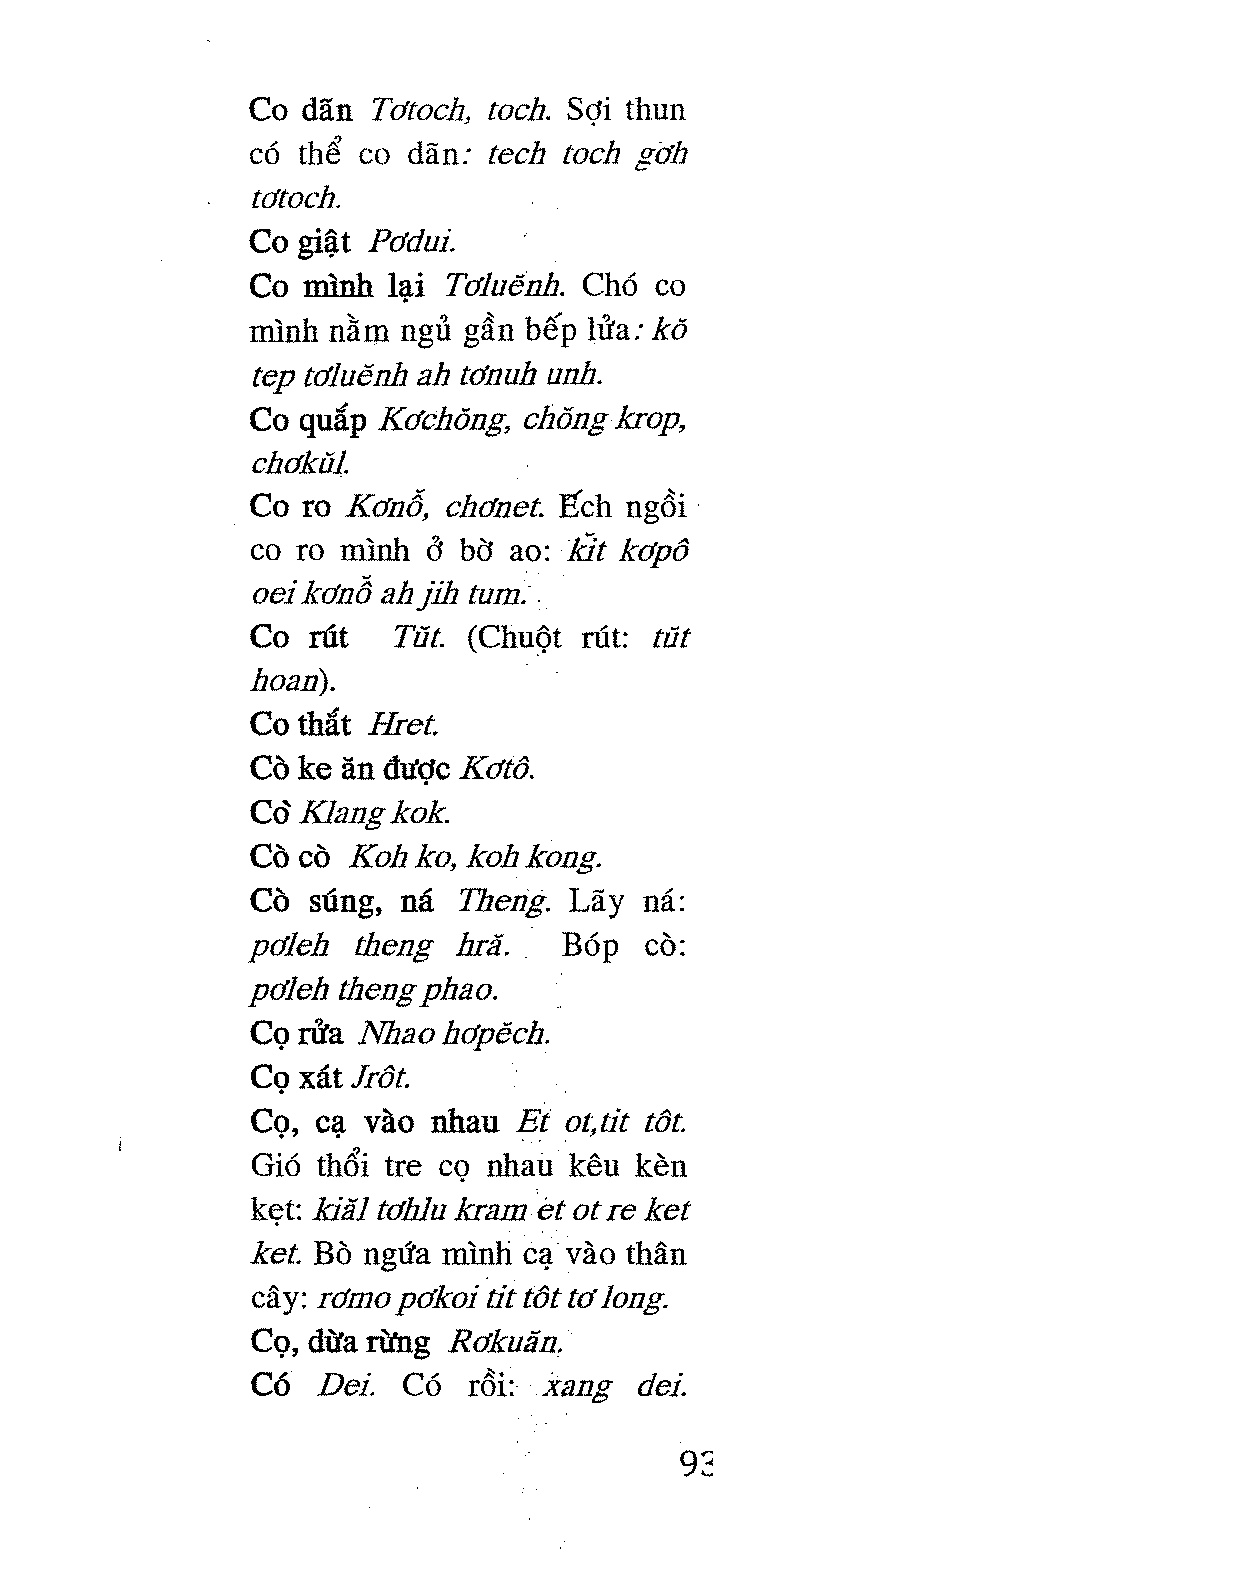 Co dãn Tơtoch, toch. Sợi thun
có thể co dãn: tech toch gơ̆h
tơtoch.
Co giật Pơdui.
Co mình lại Tơluĕnh. Chó co
mình nằm ngủ gần bếp lửa: kŏ
tep tơluĕnh ah tơnuh unh.
Co quắp Kơchŏng, chŏng krop,
chơkŭl.
Co ro Kơnô̆, chơnet. Ếch ngồi
co ro mình ở bờ ao: kĭt kơpô
oei kơnô̆ ah jih tum.
Co rút Tŭt. (Chuột rút: tŭt
hoan).
Co thắt Hret.
Cò ke ăn được Kơtô.
Cò Klang kok.
Cò cò Koh ko, koh kong.
Cò súng, ná Theng. Lãy ná:
pơleh theng hră. Bóp cò:
pơleh theng phao.
Cọ rửa Nhao hơpĕch.
Cọ xát Jrôt.
Cọ, cạ vào nhau Et ot,tit tôt.
Gió thổi tre cọ nhau kêu kèn
kẹt: kiăl tơhlu kram et ot re ket
ket. Bò ngứa mình cạ vào thân
cây: rơmo pơkoi tit tôt tơ long.
Cọ, dừa rừng Rơkuăn.
Có Dei. Có rồi: xang dei.
93